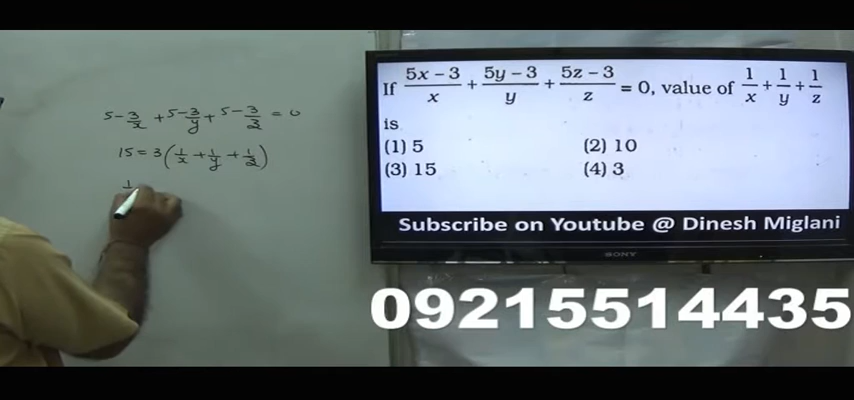 5 - 3/x + 5 - 3/y + 5 - 3/z = 0
15 = 3 ( 1/x + 1/y + 1/z )
1
If (5x − 3)/x + (5y − 3)/y + (5z − 3)/z = 0, value of 1/x + 1/y + 1/z
is
(1) 5 (2) 10
(3) 15 (4) 3
Subscribe on Youtube @ Dinesh Miglani
SONY
09215514435